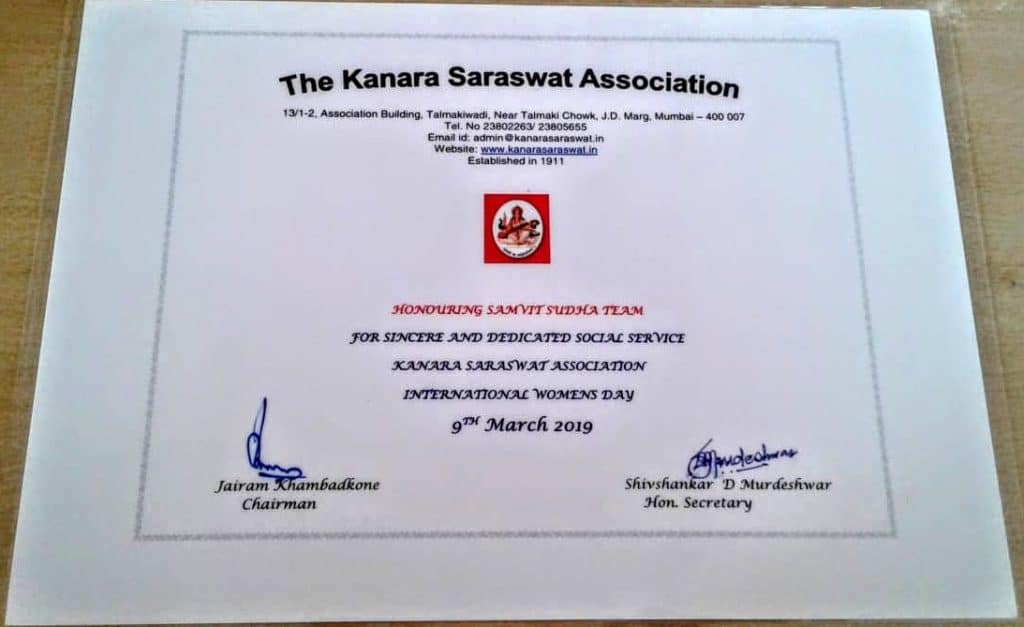 The Kanara Saraswat Association
13/1-2, Association Building, Talmakiwadi, Near Talmaki Chowk, J.D. Marg, Mumbai – 400 007
Tel. No 23802263/ 23805655
Email id: admin@kanarasaraswat.in
Website: www.kanarasaraswat.in
Established in 1911
HONOURING SAMVIT SUDHA TEAM
FOR SINCERE AND DEDICATED SOCIAL SERVICE
KANARA SARASWAT ASSOCIATION
INTERNATIONAL WOMENS DAY
9TH March 2019
Jairam Khambadkone
Chairman
Shivshankar D Murdeshwar
Hon. Secretary